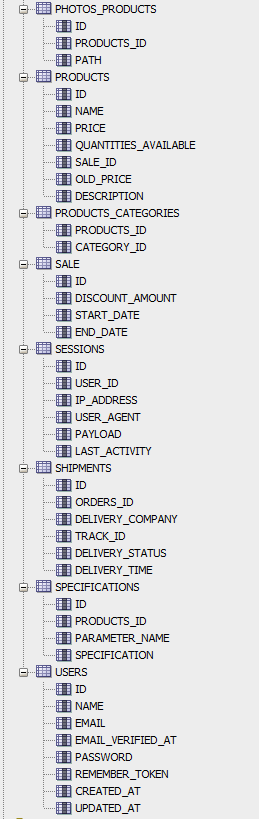 PHOTOS_PRODUCTS
ID
PRODUCTS_ID
PATH
PRODUCTS
ID
NAME
PRICE
QUANTITIES_AVAILABLE
SALE_ID
OLD_PRICE
DESCRIPTION
PRODUCTS_CATEGORIES
PRODUCTS_ID
CATEGORY_ID
SALE
ID
DISCOUNT_AMOUNT
START_DATE
END_DATE
SESSIONS
ID
USER_ID
IP_ADDRESS
USER_AGENT
PAYLOAD
LAST_ACTIVITY
SHIPMENTS
ID
ORDERS_ID
DELIVERY_COMPANY
TRACK_ID
DELIVERY_STATUS
DELIVERY_TIME
SPECIFICATIONS
ID
PRODUCTS_ID
PARAMETER_NAME
SPECIFICATION
USERS
ID
NAME
EMAIL
EMAIL_VERIFIED_AT
PASSWORD
REMEMBER_TOKEN
CREATED_AT
UPDATED_AT